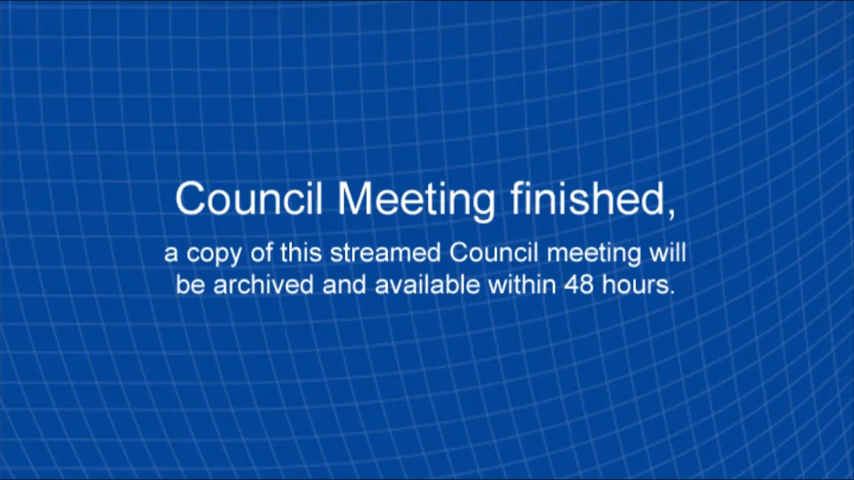 Council Meeting finished,
a copy of this streamed Council meeting will
be archived and available within 48 hours.